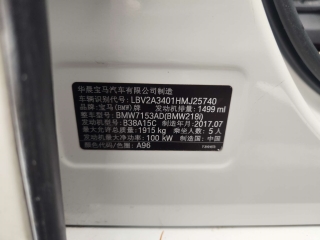 华晨宝马汽车有限公司制造
车辆识别代号: LBV2A3401HMJ25740
品牌: 宝马(BMW)牌 发动机排量: 1499 ml
整车型号: BMW7153AD(BMW218i)
发动机型号: B38A15C 制造年月: 2017.07
最大允许总质量: 1915 kg 乘坐人数: 5 人
发动机最大净功率: 100 kW 制造国: 中国
颜色代码/色卡: A96